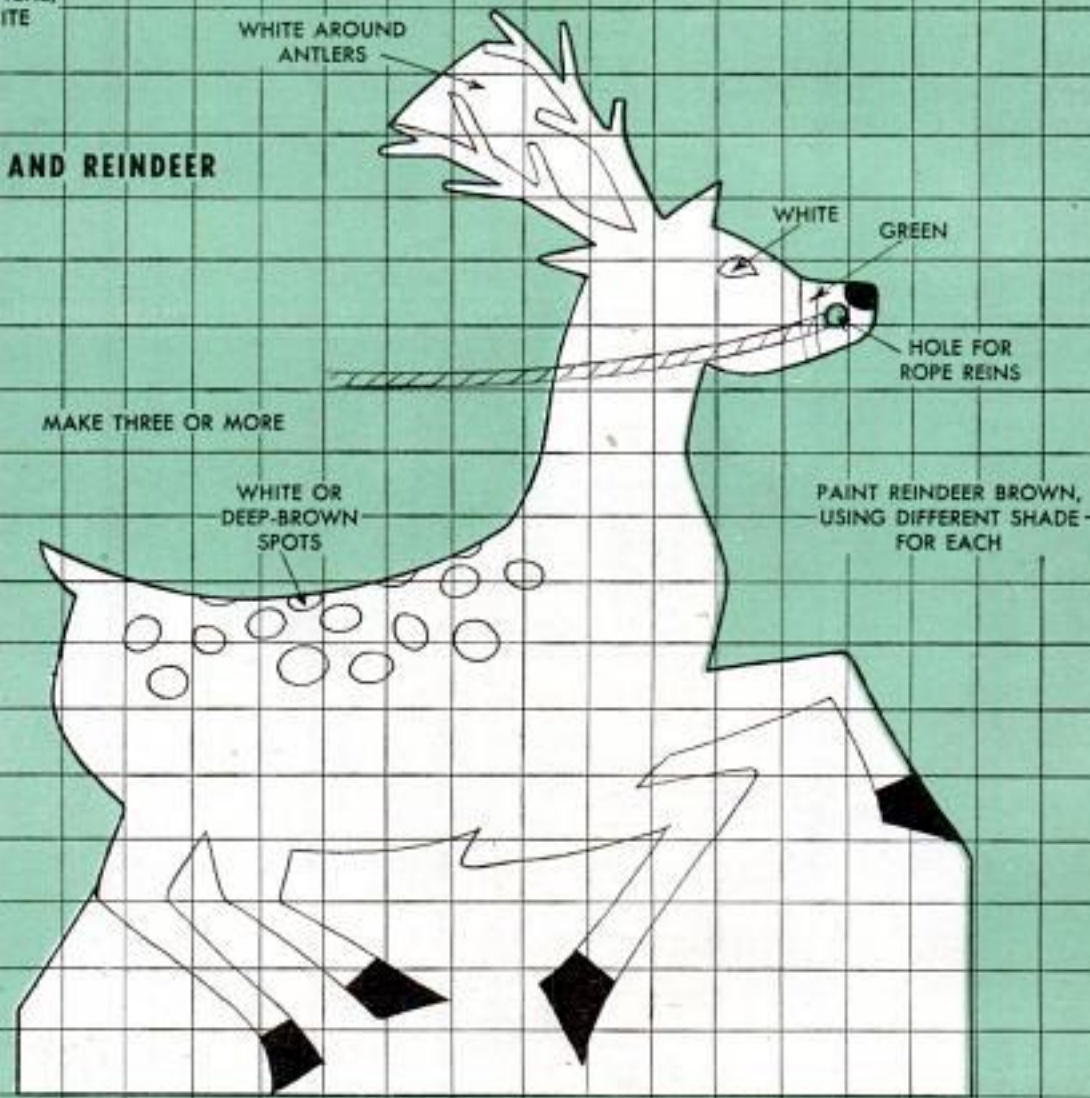 ITE
WHITE AROUND
ANTLERS
AND REINDEER
WHITE
GREEN
HOLE FOR
ROPE REINS
MAKE THREE OR MORE
WHITE OR
DEEP-BROWN
SPOTS
PAINT REINDEER BROWN,
USING DIFFERENT SHADE
FOR EACH